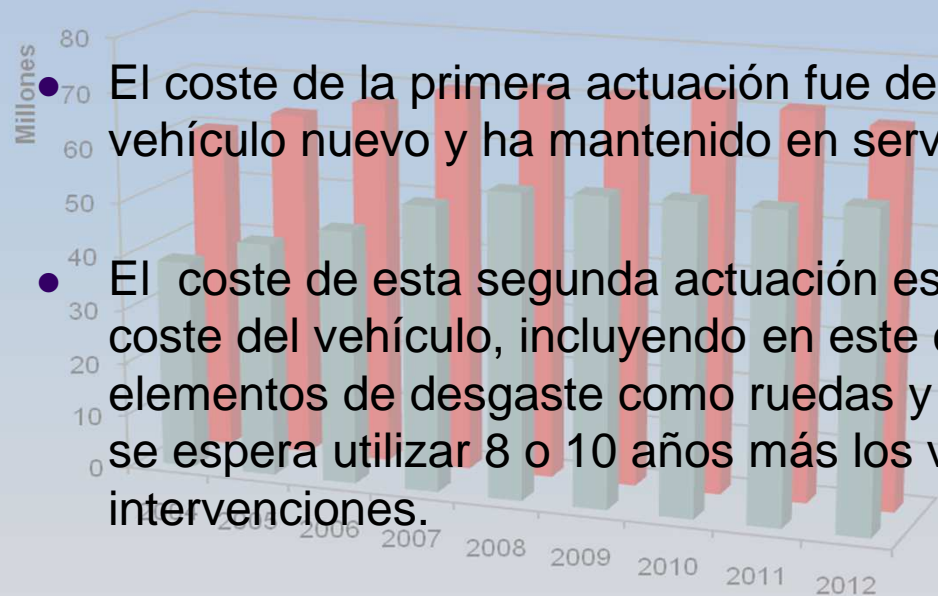 Millones
80
70
60
50
40
30
20
10
0
● El coste de la primera actuación fue de
vehículo nuevo y ha mantenido en serv
● El coste de esta segunda actuación es
coste del vehículo, incluyendo en este
elementos de desgaste como ruedas y
se espera utilizar 8 o 10 años más los
intervenciones.
2004 2005 2006 2007 2008 2009 2010 2011 2012